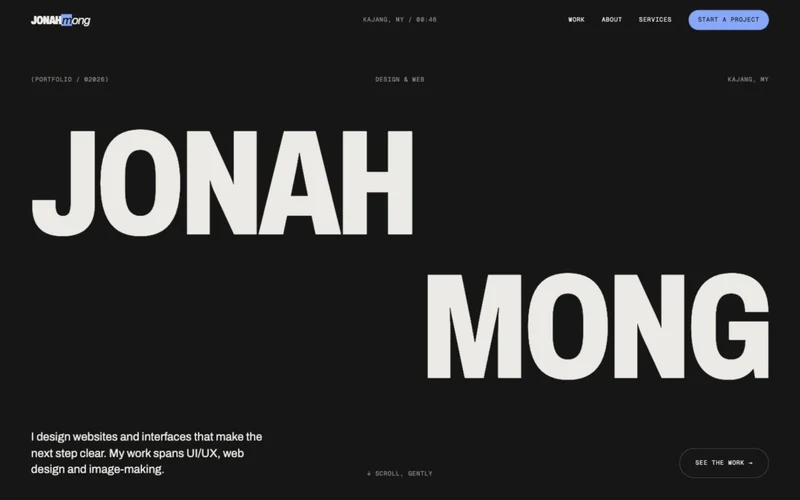 JONAHmong
KAJANG, MY / 00:46
WORK
ABOUT
SERVICES
START A PROJECT
(PORTFOLIO / ©2026)
DESIGN & WEB
KAJANG, MY
JONAH
MONG
I design websites and interfaces that make the
next step clear. My work spans UI/UX, web
design and image-making.
↓ SCROLL, GENTLY
SEE THE WORK →